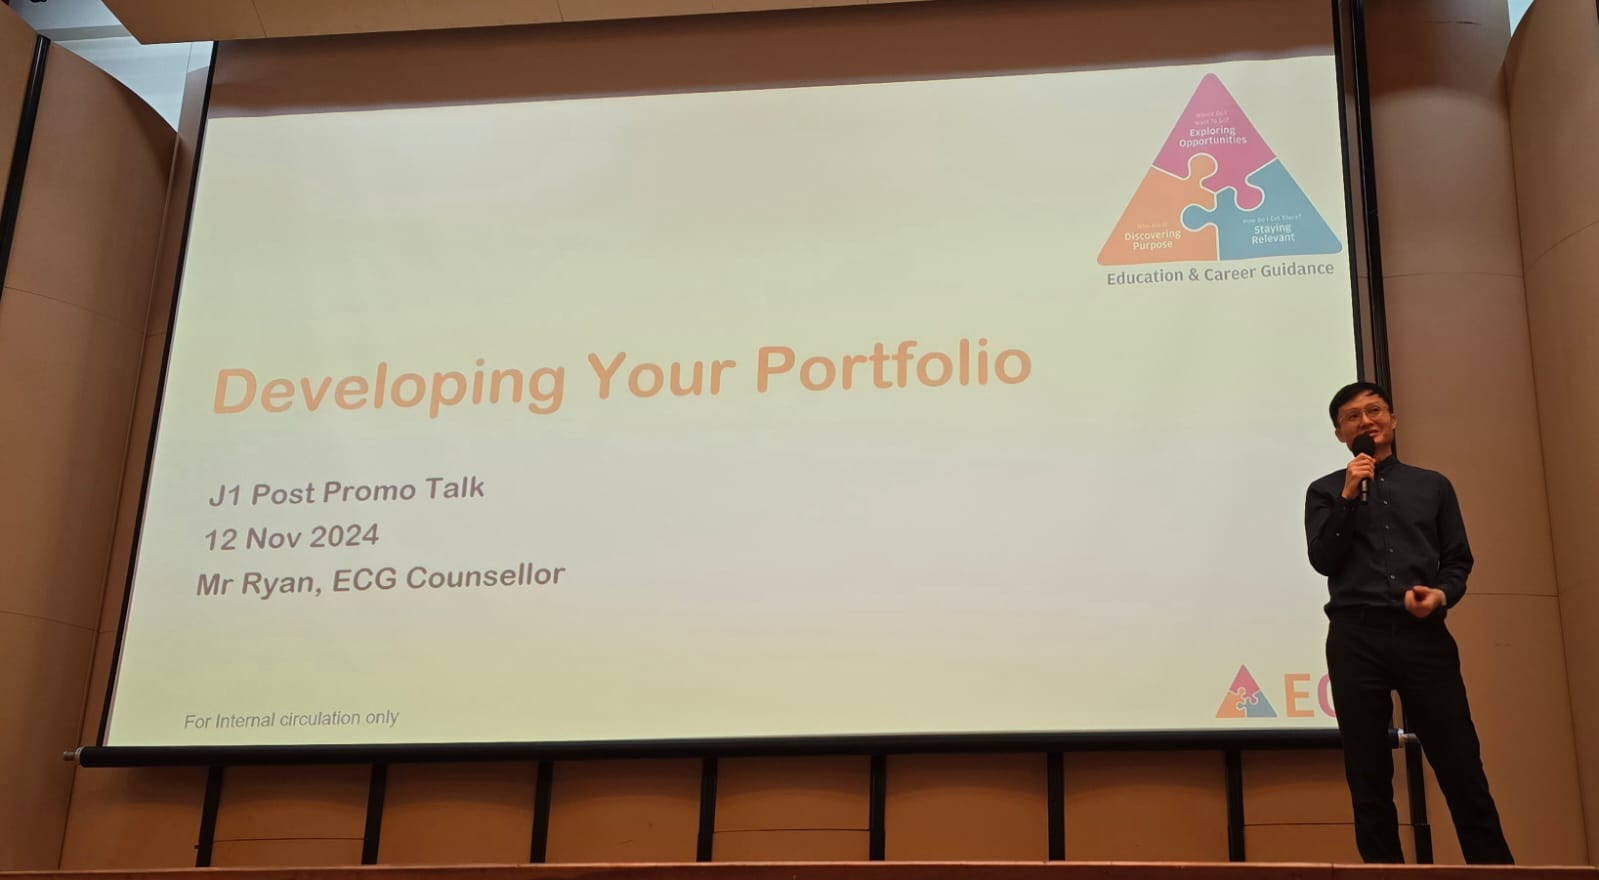 Where Do I
Want To Go?
Exploring
Opportunities
Who Am I?
Discovering
Purpose
How Do I Get There?
Staying
Relevant
Education & Career Guidance
Developing Your Portfolio
J1 Post Promo Talk
12 Nov 2024
Mr Ryan, ECG Counsellor
For Internal circulation only